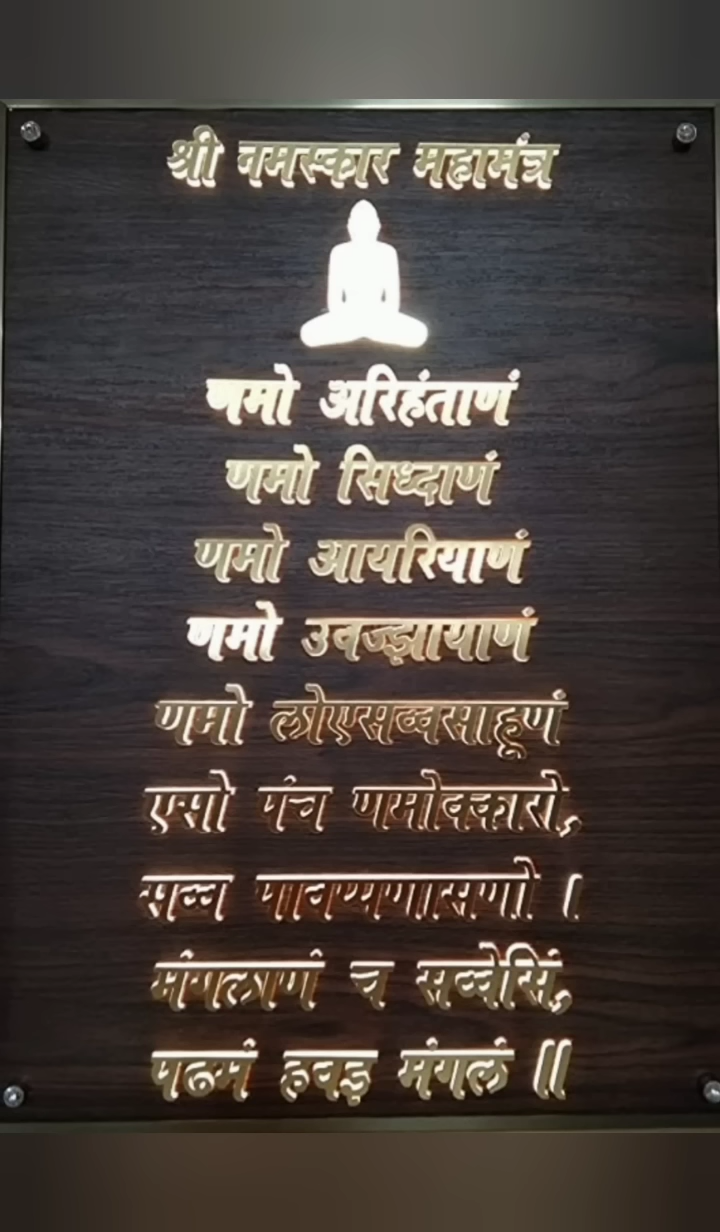 श्री नमस्कार महामंत्र
णमो अरिहंताणं
णमो सिध्दाणं
णमो आयरियाणं
णमो उवज्झायाणं
णमो लोएसव्वसाहूणं
एसो पंच णमोक्कारो,
सव्व पावप्पणासणो ।
मंगलाणं च सव्वेसिं,
पढमं हवइ मंगलं ॥